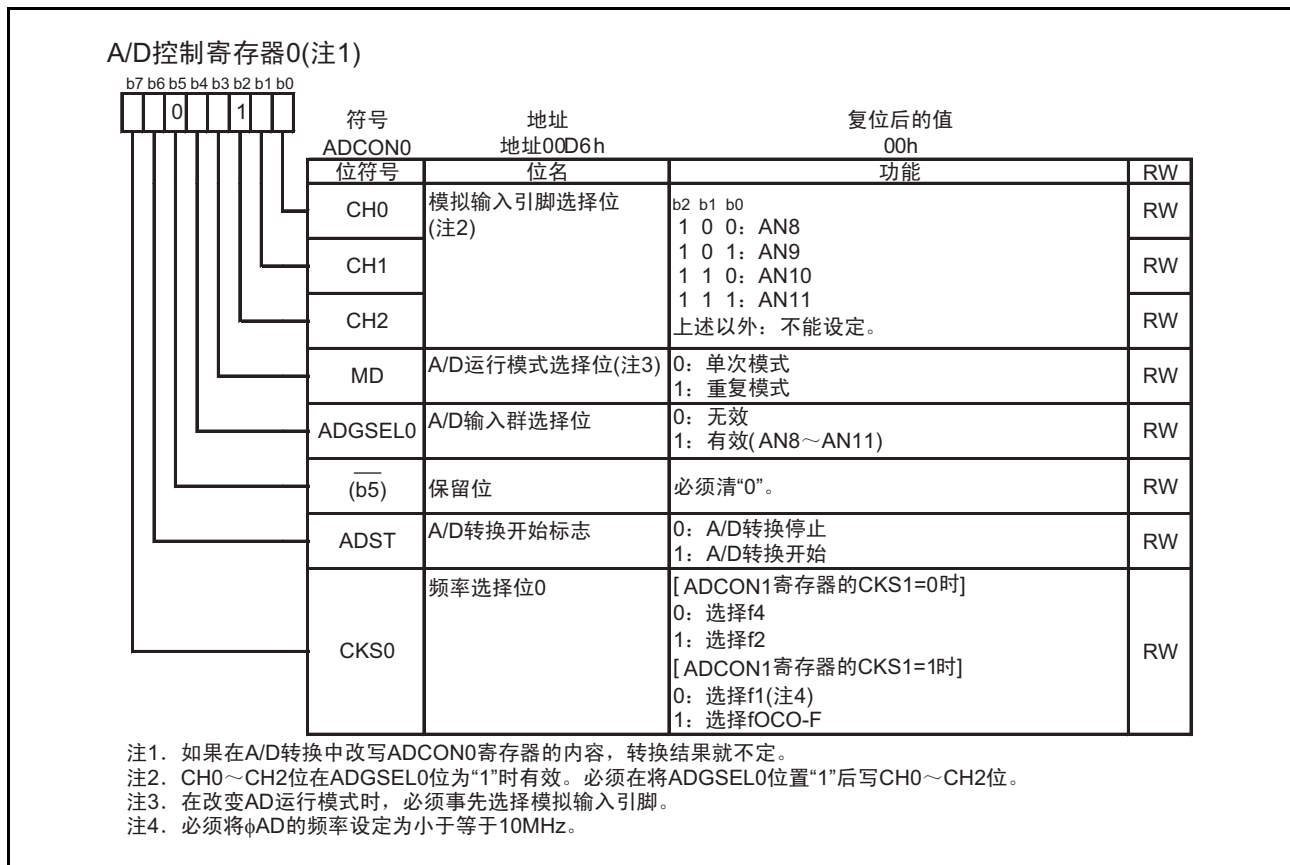 A/D控制寄存器0(注1)
b7 b6 b5 b4 b3 b2 b1 b0
0 1
符号 地址 复位后的值
ADCON0 地址00D6h 00h
位符号 位名 功能 RW
CH0 模拟输入引脚选择位 RW
(注2)
b2 b1 b0
1 0 0：AN8
CH1 1 0 1：AN9 RW
1 1 0：AN10
1 1 1：AN11
CH2 上述以外：不能设定。 RW
MD A/D运行模式选择位(注3) 0：单次模式 RW
1：重复模式
ADGSEL0 A/D输入群选择位 0：无效 RW
1：有效(AN8～AN11)
(b5) 保留位 必须清“0”。 RW
ADST A/D转换开始标志 0：A/D转换停止 RW
1：A/D转换开始
CKS0 频率选择位0 [ADCON1寄存器的CKS1=0时] RW
0：选择f4
1：选择f2
[ADCON1寄存器的CKS1=1时]
0：选择f1(注4)
1：选择fOCO-F
注1．如果在A/D转换中改写ADCON0寄存器的内容，转换结果就不定。
注2．CH0～CH2位在ADGSEL0位为“1”时有效。必须在将ADGSEL0位置“1”后写CH0～CH2位。
注3．在改变AD运行模式时，必须事先选择模拟输入引脚。
注4．必须将ϕAD的频率设定为小于等于10MHz。